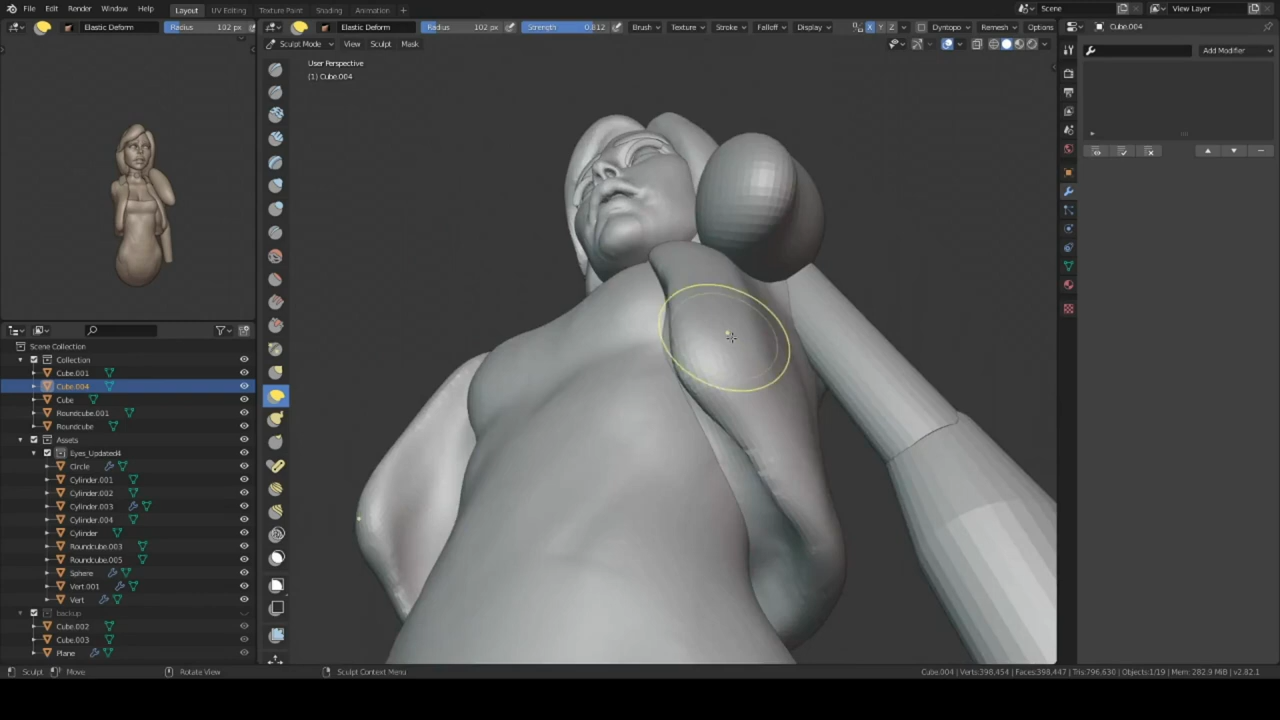 File Edit Render Window Help Layout UV Editing Texture Paint Shading Animation + Scene View Layer
Elastic Deform Radius 102 px Elastic Deform Radius 102 px Strength 0.812 Brush Texture Stroke Falloff Display X Y Z Dyntopo Remesh Options Cube.004
Sculpt Mode View Sculpt Mask
Add Modifier
User Perspective
(1) Cube.004
Scene Collection
Collection
Cube.001
Cube.004
Cube
Roundcube.001
Roundcube
Assets
Eyes_Updated4
Circle
Cylinder.001
Cylinder.002
Cylinder.003
Cylinder.004
Cylinder
Roundcube.003
Roundcube.005
Sphere
Vert.001
Vert
backup
Cube.002
Cube.003
Plane
Sculpt Move Rotate View Sculpt Context Menu Cube.004 | Verts:398,454 | Faces:398,447 | Tris:796,630 | Objects:1/19 | Mem: 282.9 MiB | v2.82.1